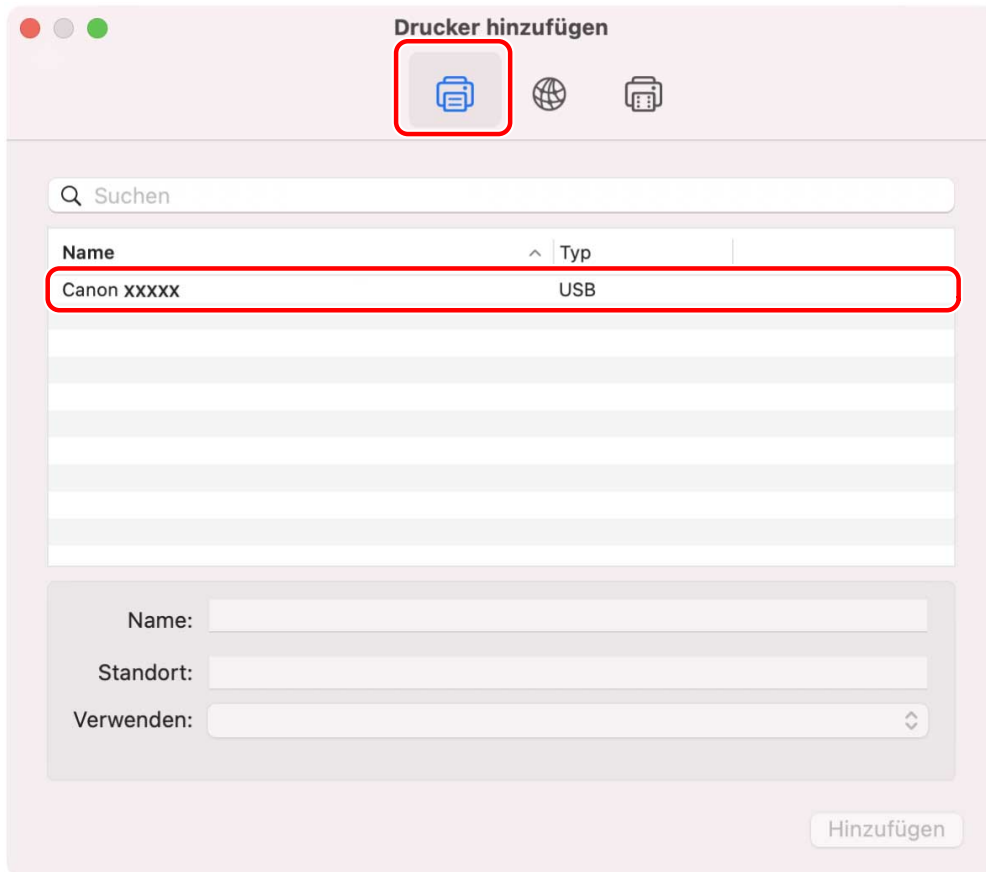 Drucker hinzufügen
Suchen
Name Typ
Canon xxxxx USB
Name:
Standort:
Verwenden:
Hinzufügen